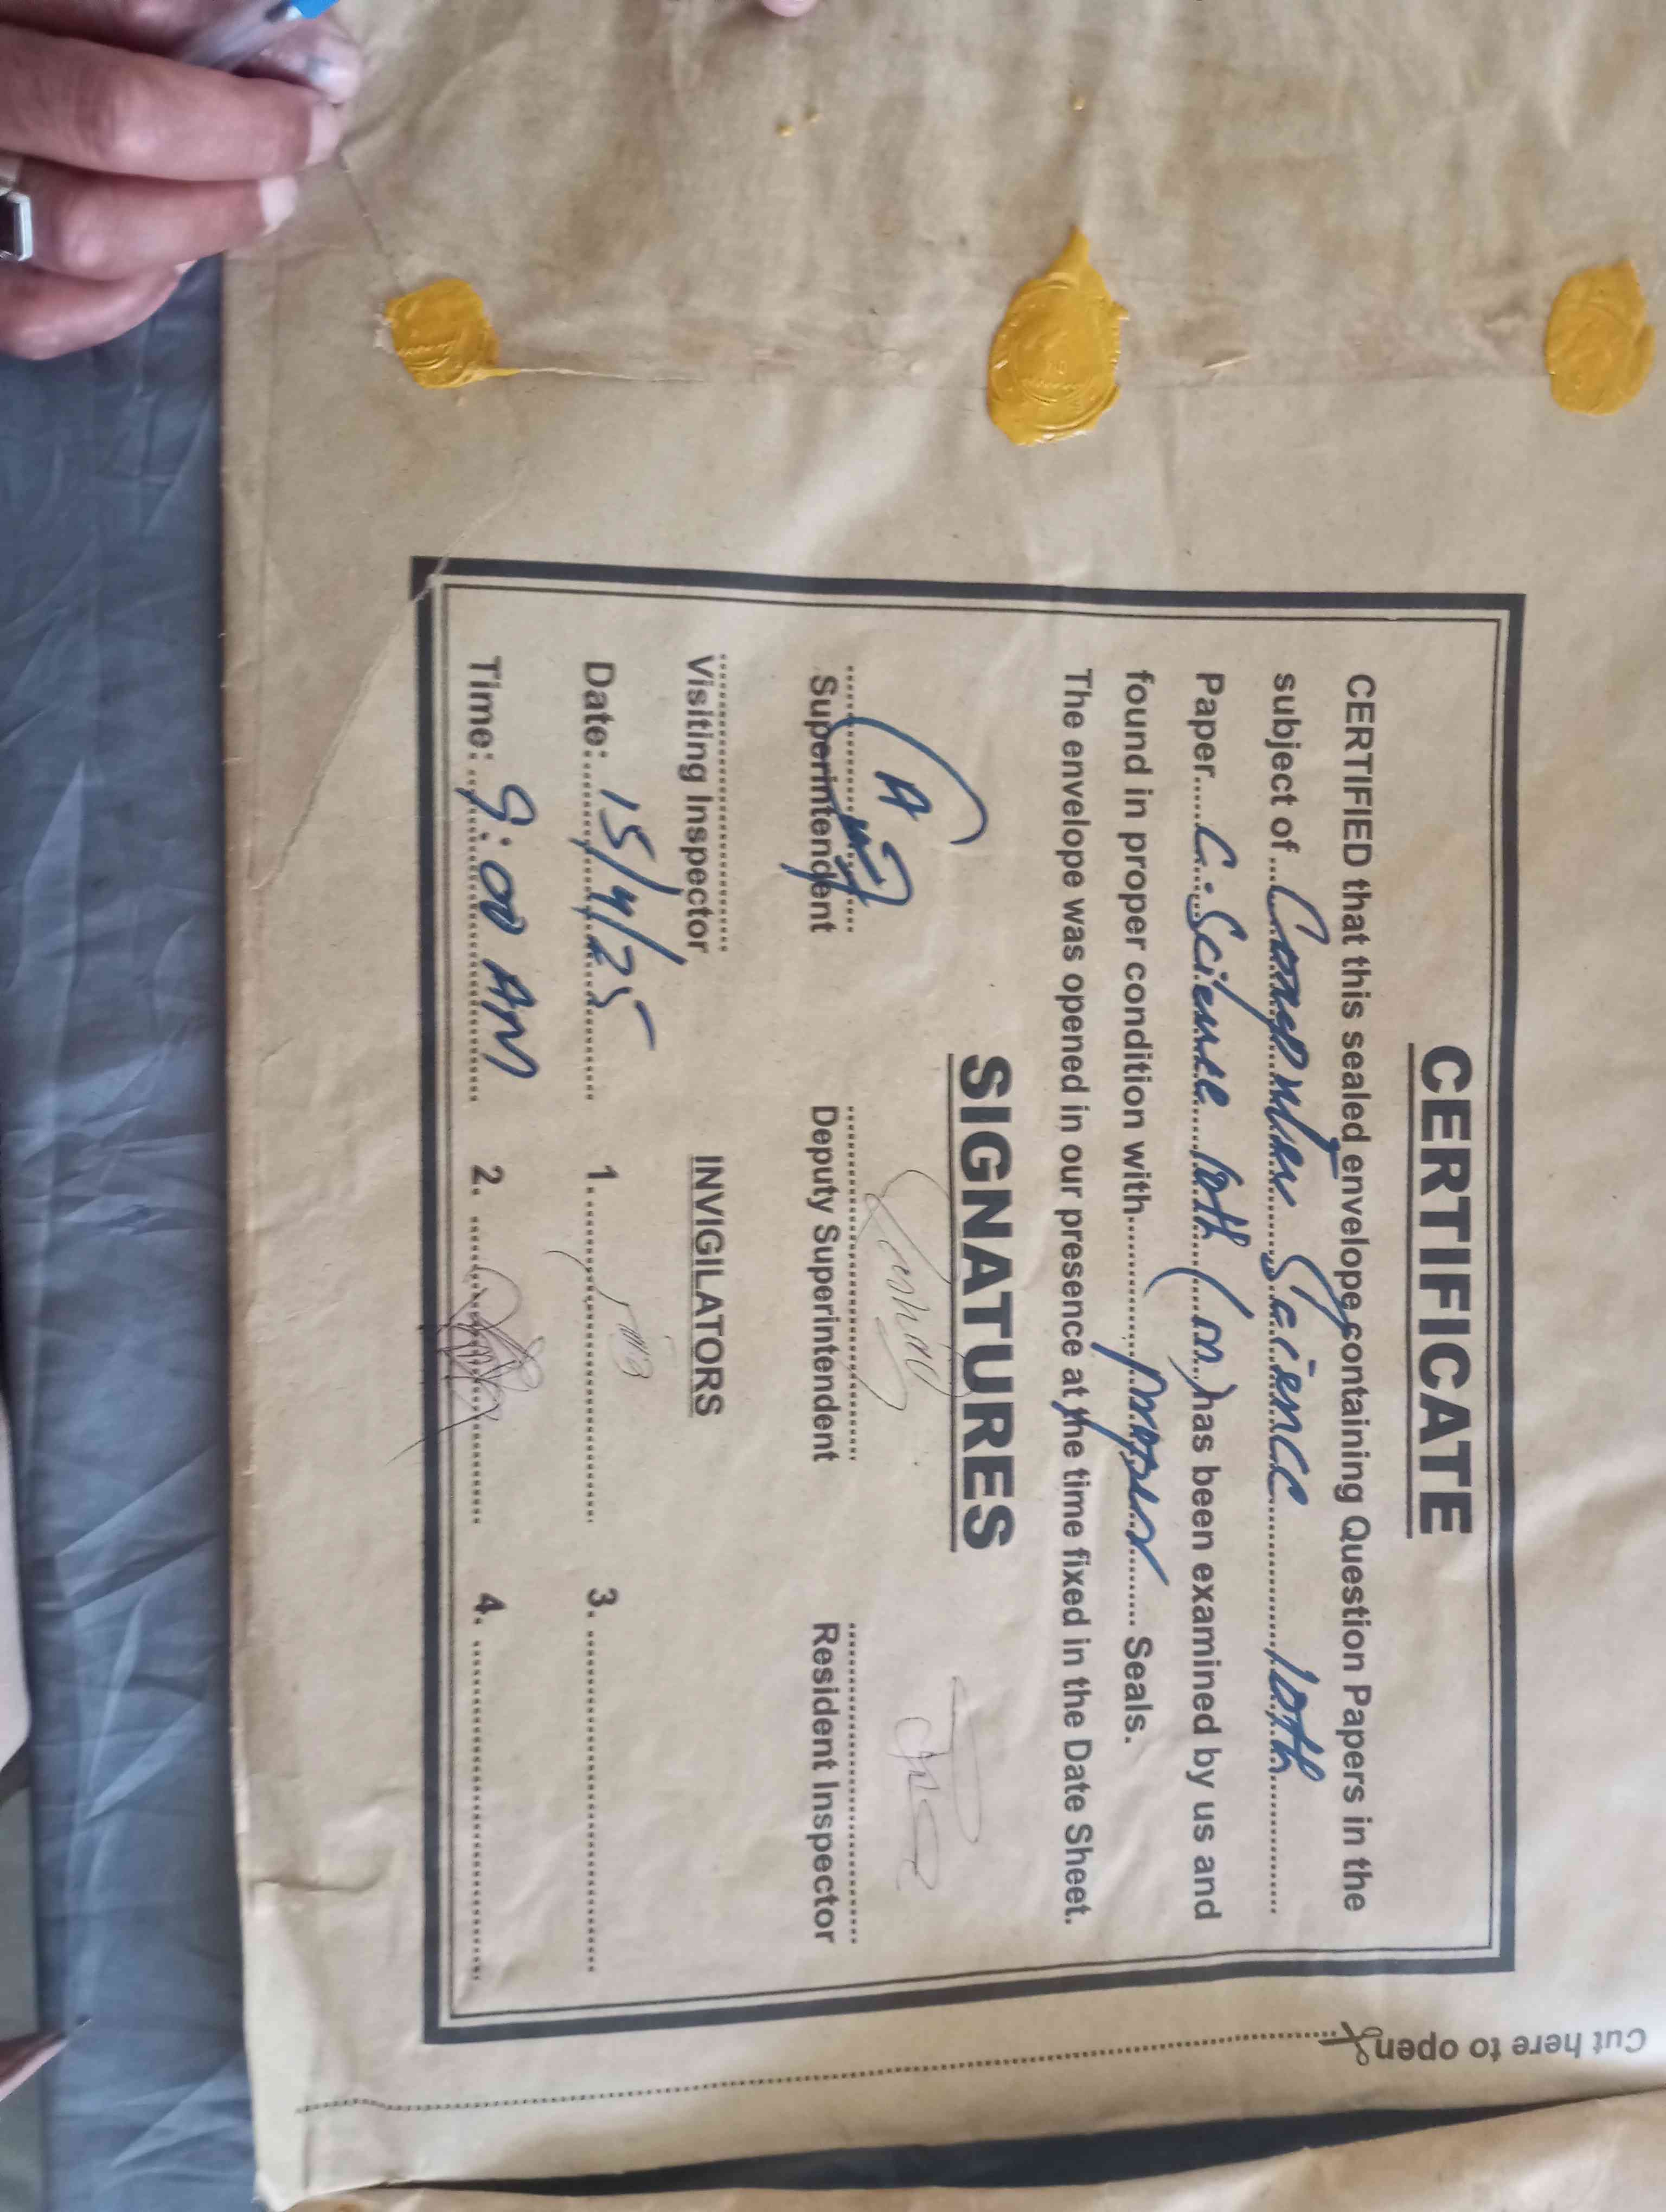 CERTIFICATE
CERTIFIED that this sealed envelope containing Question Papers in the
subject of Computer Science 10th
Paper C. Science 10th (m) has been examined by us and
found in proper condition with proper Seals.
The envelope was opened in our presence at the time fixed in the Date Sheet.
SIGNATURES
Superintendent Deputy Superintendent Resident Inspector
Visiting Inspector INVIGILATORS
Date: 15/4/25 1. 3.
Time: 9:00 AM 2. 4.
Cut here to open